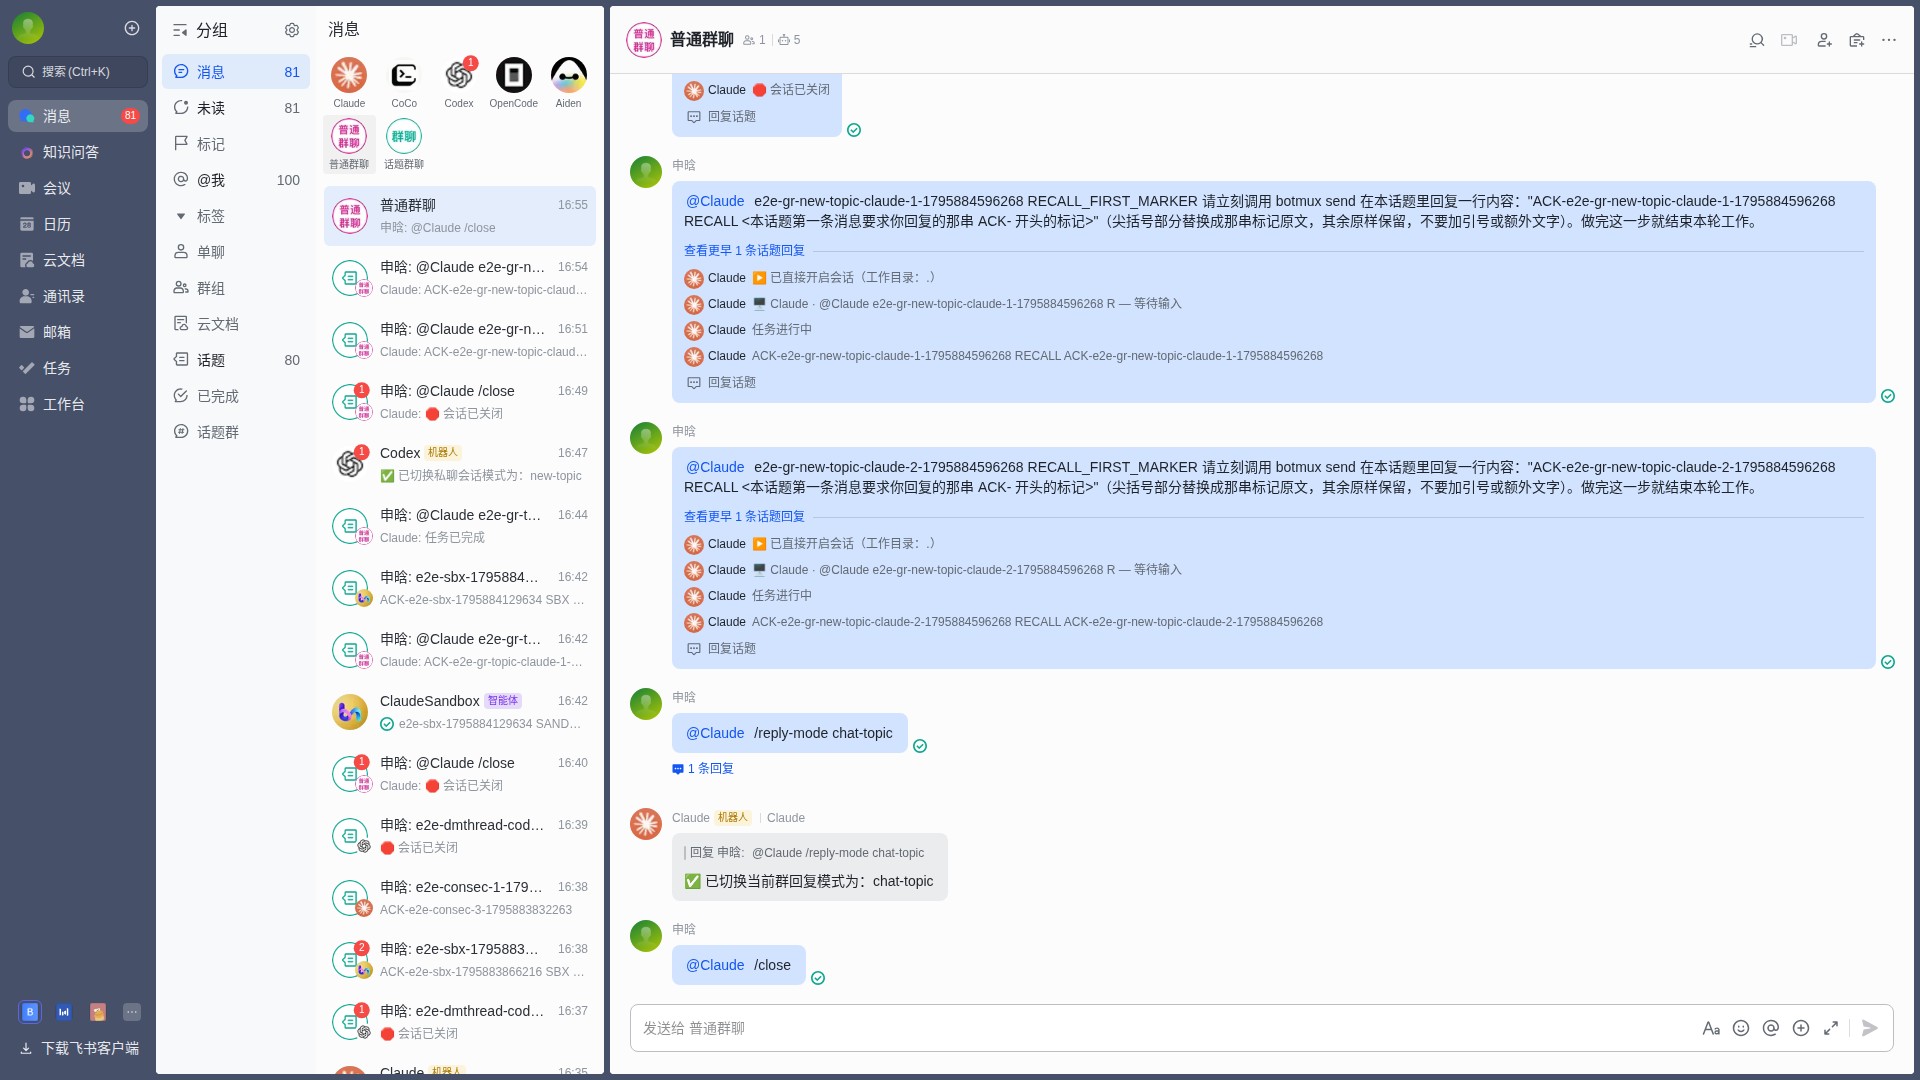 搜索 (Ctrl+K)
消息
81
知识问答
会议
日历
云文档
通讯录
邮箱
任务
工作台
下载飞书客户端
分组
消息 81
未读 81
标记
@我 100
标签
单聊
群组
云文档
话题 80
已完成
话题群
消息
Claude
CoCo
1
Codex
OpenCode
Aiden
普通群聊
普通群聊
群聊
话题群聊
普通群聊
普通群聊 16:55
申晗: @Claude /close
申晗: @Claude e2e-gr-n... 16:54
Claude: ACK-e2e-gr-new-topic-claud...
申晗: @Claude e2e-gr-n... 16:51
Claude: ACK-e2e-gr-new-topic-claud...
1
申晗: @Claude /close 16:49
Claude: 🛑 会话已关闭
1
Codex 机器人 16:47
✅ 已切换私聊会话模式为：new-topic
申晗: @Claude e2e-gr-t... 16:44
Claude: 任务已完成
申晗: e2e-sbx-1795884... 16:42
ACK-e2e-sbx-1795884129634 SBX ...
申晗: @Claude e2e-gr-t... 16:42
Claude: ACK-e2e-gr-topic-claude-1-...
ClaudeSandbox 智能体 16:42
e2e-sbx-1795884129634 SAND...
1
申晗: @Claude /close 16:40
Claude: 🛑 会话已关闭
申晗: e2e-dmthread-cod... 16:39
🛑 会话已关闭
申晗: e2e-consec-1-179... 16:38
ACK-e2e-consec-3-1795883832263
2
申晗: e2e-sbx-1795883... 16:38
ACK-e2e-sbx-1795883866216 SBX ...
1
申晗: e2e-dmthread-cod... 16:37
🛑 会话已关闭
Claude 机器人 16:35
普通群聊
普通群聊 1 5
Claude 🛑 会话已关闭
回复话题
申晗
@Claude e2e-gr-new-topic-claude-1-1795884596268 RECALL_FIRST_MARKER 请立刻调用 botmux send 在本话题里回复一行内容："ACK-e2e-gr-new-topic-claude-1-1795884596268
RECALL <本话题第一条消息要求你回复的那串 ACK- 开头的标记>"（尖括号部分替换成那串标记原文，其余原样保留，不要加引号或额外文字）。做完这一步就结束本轮工作。
查看更早 1 条话题回复
Claude ▶️ 已直接开启会话（工作目录：.）
Claude 🖥️ Claude · @Claude e2e-gr-new-topic-claude-1-1795884596268 R — 等待输入
Claude 任务进行中
Claude ACK-e2e-gr-new-topic-claude-1-1795884596268 RECALL ACK-e2e-gr-new-topic-claude-1-1795884596268
回复话题
申晗
@Claude e2e-gr-new-topic-claude-2-1795884596268 RECALL_FIRST_MARKER 请立刻调用 botmux send 在本话题里回复一行内容："ACK-e2e-gr-new-topic-claude-2-1795884596268
RECALL <本话题第一条消息要求你回复的那串 ACK- 开头的标记>"（尖括号部分替换成那串标记原文，其余原样保留，不要加引号或额外文字）。做完这一步就结束本轮工作。
查看更早 1 条话题回复
Claude ▶️ 已直接开启会话（工作目录：.）
Claude 🖥️ Claude · @Claude e2e-gr-new-topic-claude-2-1795884596268 R — 等待输入
Claude 任务进行中
Claude ACK-e2e-gr-new-topic-claude-2-1795884596268 RECALL ACK-e2e-gr-new-topic-claude-2-1795884596268
回复话题
申晗
@Claude /reply-mode chat-topic
1 条回复
Claude 机器人 | Claude
回复 申晗：@Claude /reply-mode chat-topic
✅ 已切换当前群回复模式为：chat-topic
申晗
@Claude /close
发送给 普通群聊